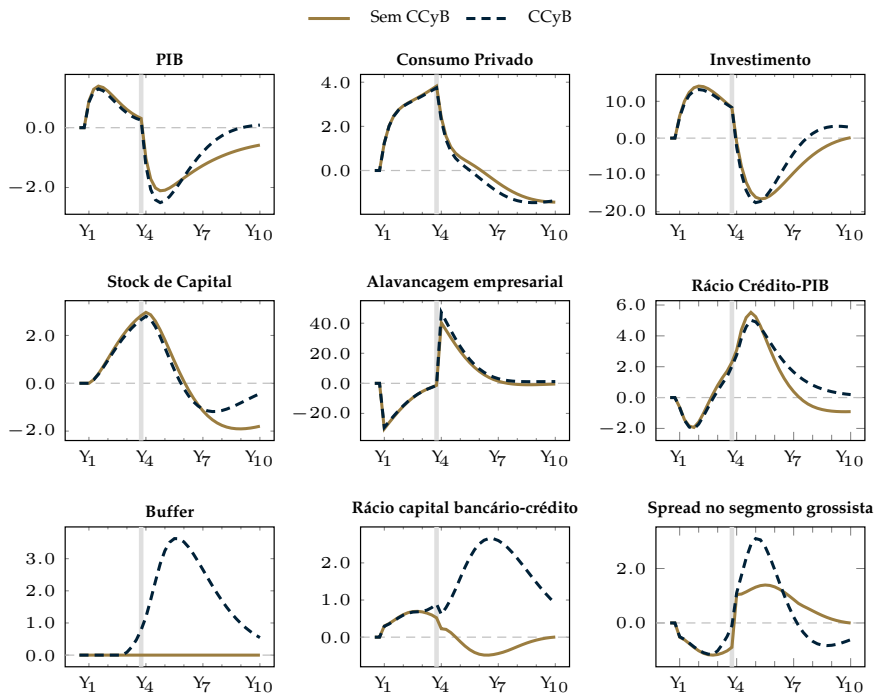 Sem CCyB CCyB
PIB
Consumo Privado
Investimento
0.0
−2.0
Y1 Y4 Y7 Y10
4.0
2.0
0.0
Y1 Y4 Y7 Y10
10.0
0.0
−10.0
−20.0
Y1 Y4 Y7 Y10
Stock de Capital
Alavancagem empresarial
Rácio Crédito-PIB
2.0
0.0
−2.0
Y1 Y4 Y7 Y10
40.0
20.0
0.0
−20.0
Y1 Y4 Y7 Y10
6.0
4.0
2.0
0.0
−2.0
Y1 Y4 Y7 Y10
Buffer
Rácio capital bancário-crédito
Spread no segmento grossista
3.0
2.0
1.0
0.0
Y1 Y4 Y7 Y10
2.0
1.0
0.0
Y1 Y4 Y7 Y10
2.0
0.0
Y1 Y4 Y7 Y10